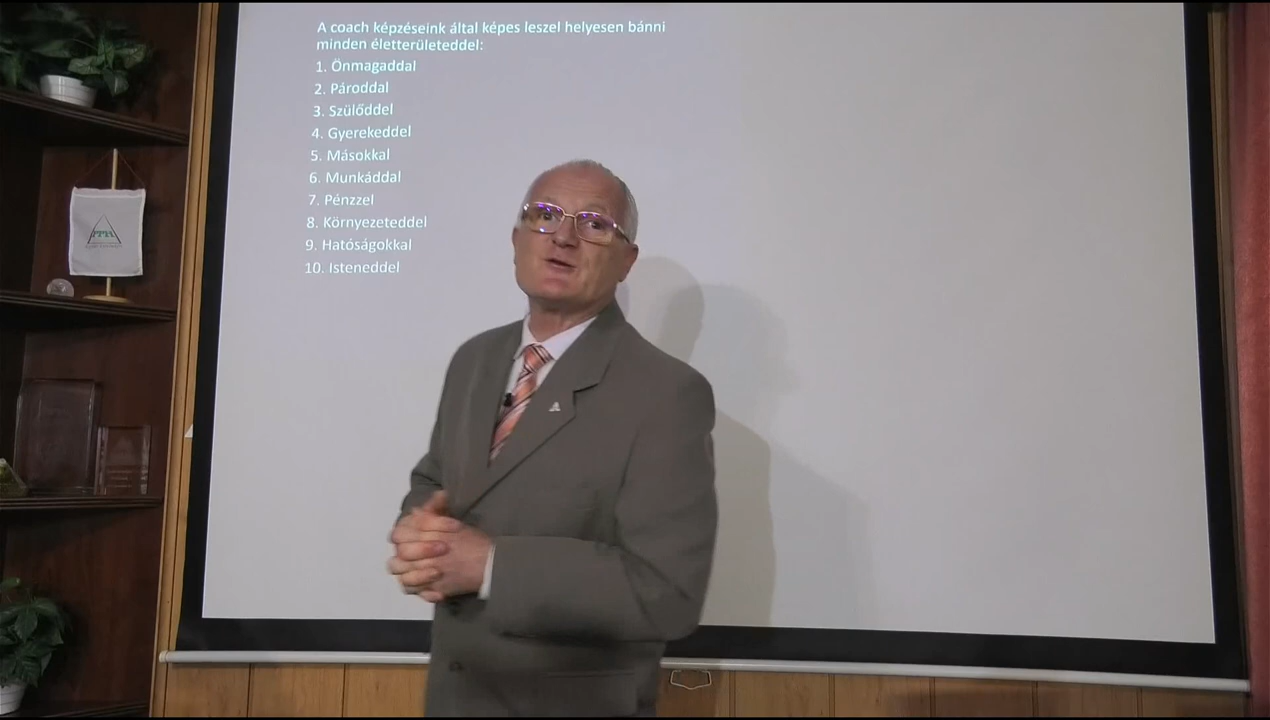 A coach képzéseink által képes leszel helyesen bánni
minden életterületeddel:
1. Önmagaddal
2. Pároddal
3. Szülőddel
4. Gyerekeddel
5. Másokkal
6. Munkáddal
7. Pénzzel
8. Környezeteddel
9. Hatóságokkal
10. Isteneddel